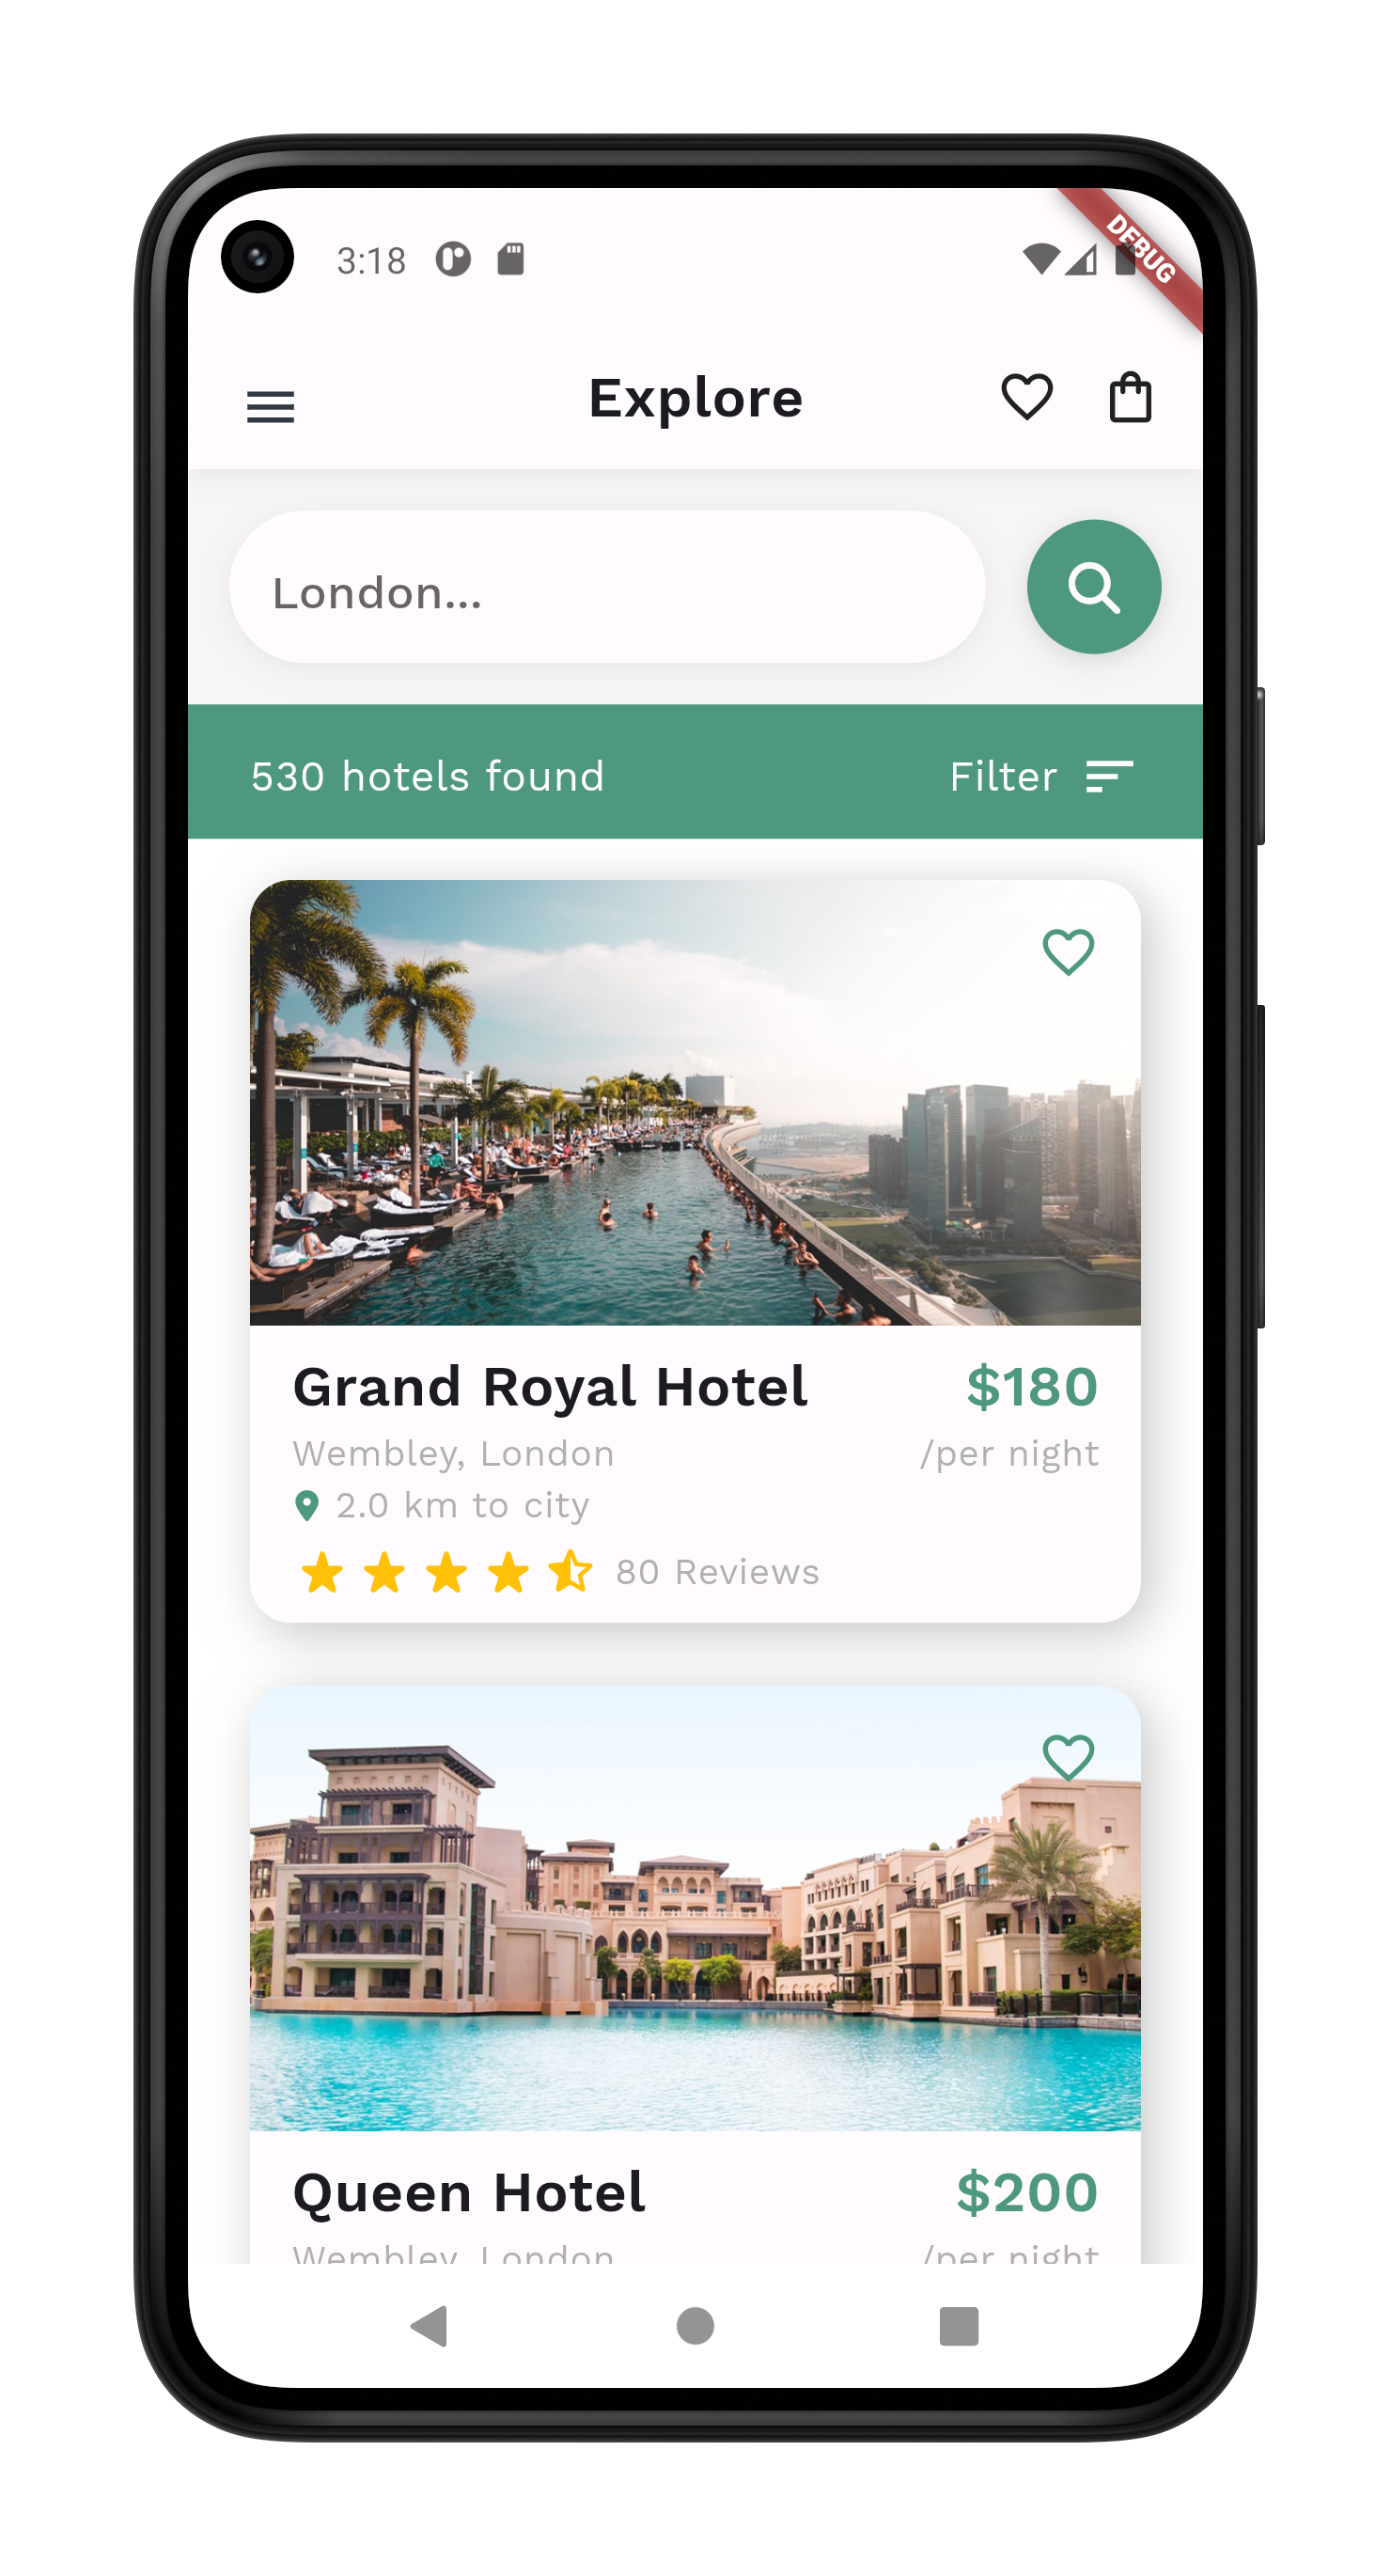 3:18
DEBUG
Explore
London...
530 hotels found
Filter
Grand Royal Hotel
$180
Wembley, London
/per night
2.0 km to city
80 Reviews
Queen Hotel
$200
Wembley, London
/per night